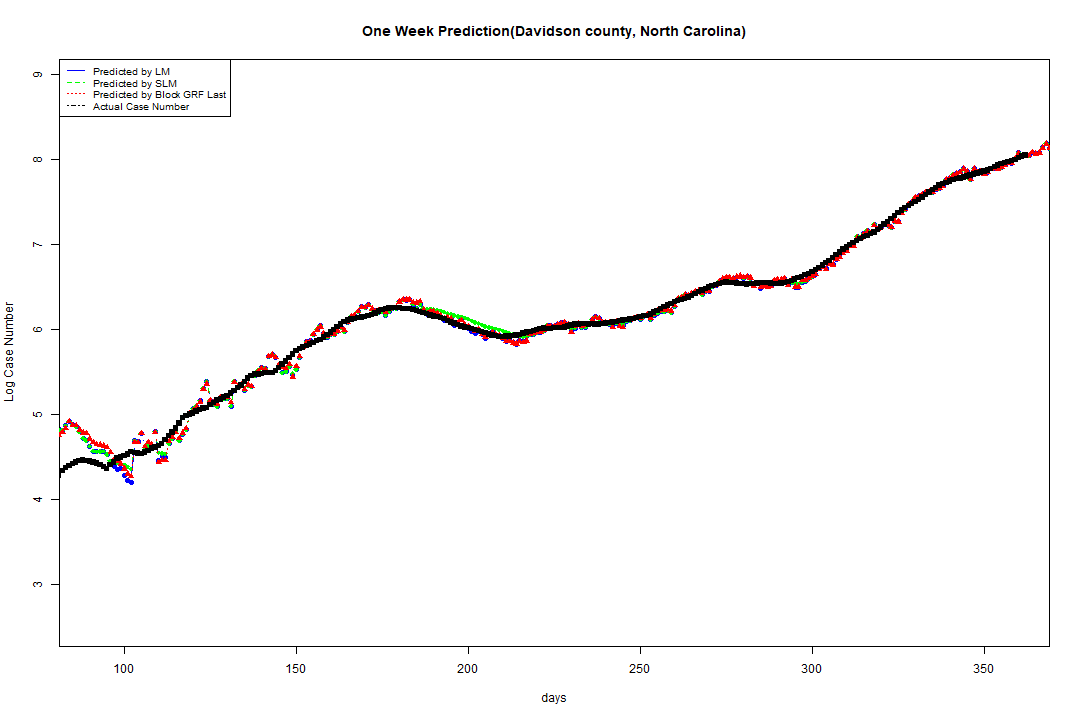 One Week Prediction(Davidson county, North Carolina)
Predicted by LM
Predicted by SLM
Predicted by Block GRF Last
Actual Case Number
9
8
7
6
5
4
3
Log Case Number
100 150 200 250 300 350
days